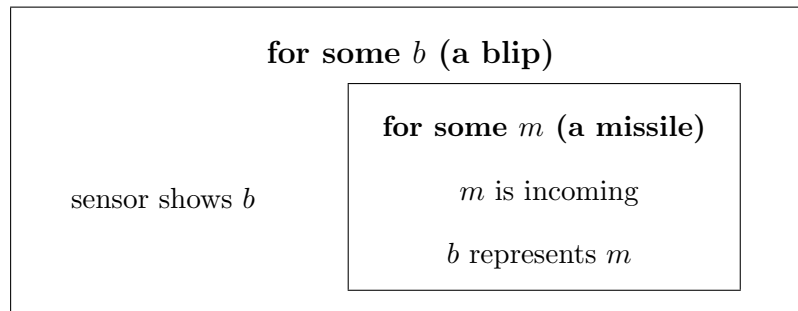 for some b (a blip)
for some m (a missile)
sensor shows b
m is incoming
b represents m